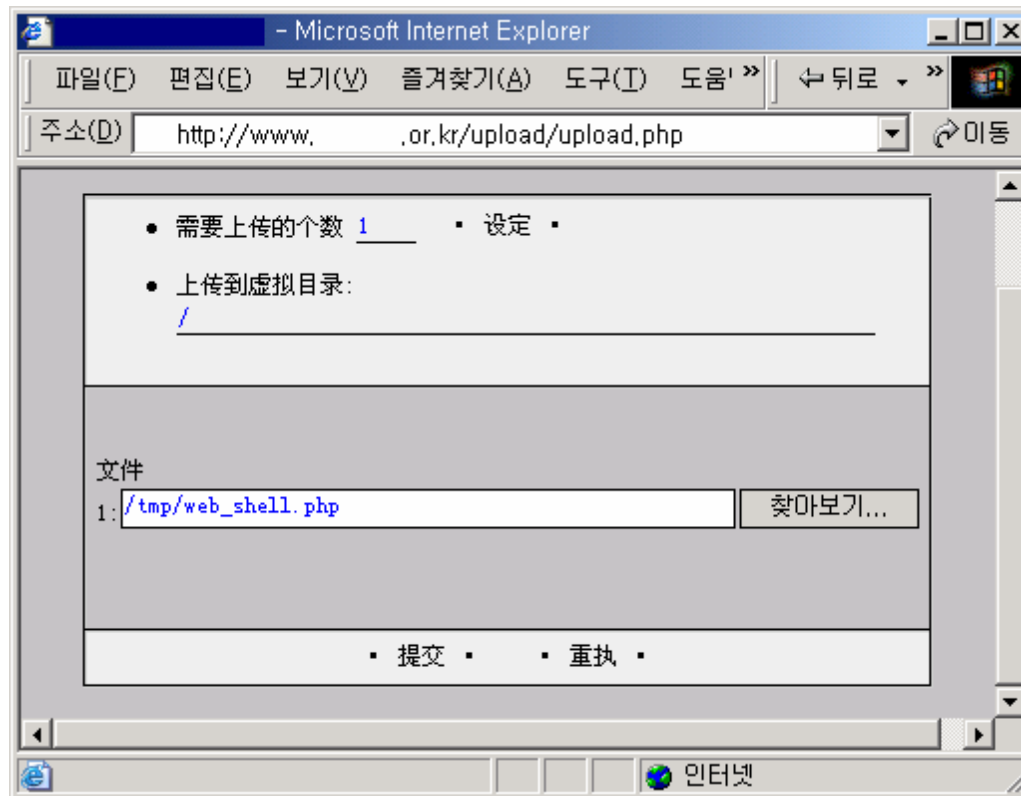 - Microsoft Internet Explorer
파일(F) 편집(E) 보기(V) 즐겨찾기(A) 도구(T) 도움 » 뒤로 »
주소(D) http://www. .or.kr/upload/upload.php 이동
● 需要上传的个数 1 ▪ 设定 ▪
● 上传到虚拟目录:
/
文件
1: /tmp/web_shell.php 찾아보기...
▪ 提交 ▪ ▪ 重执 ▪
인터넷